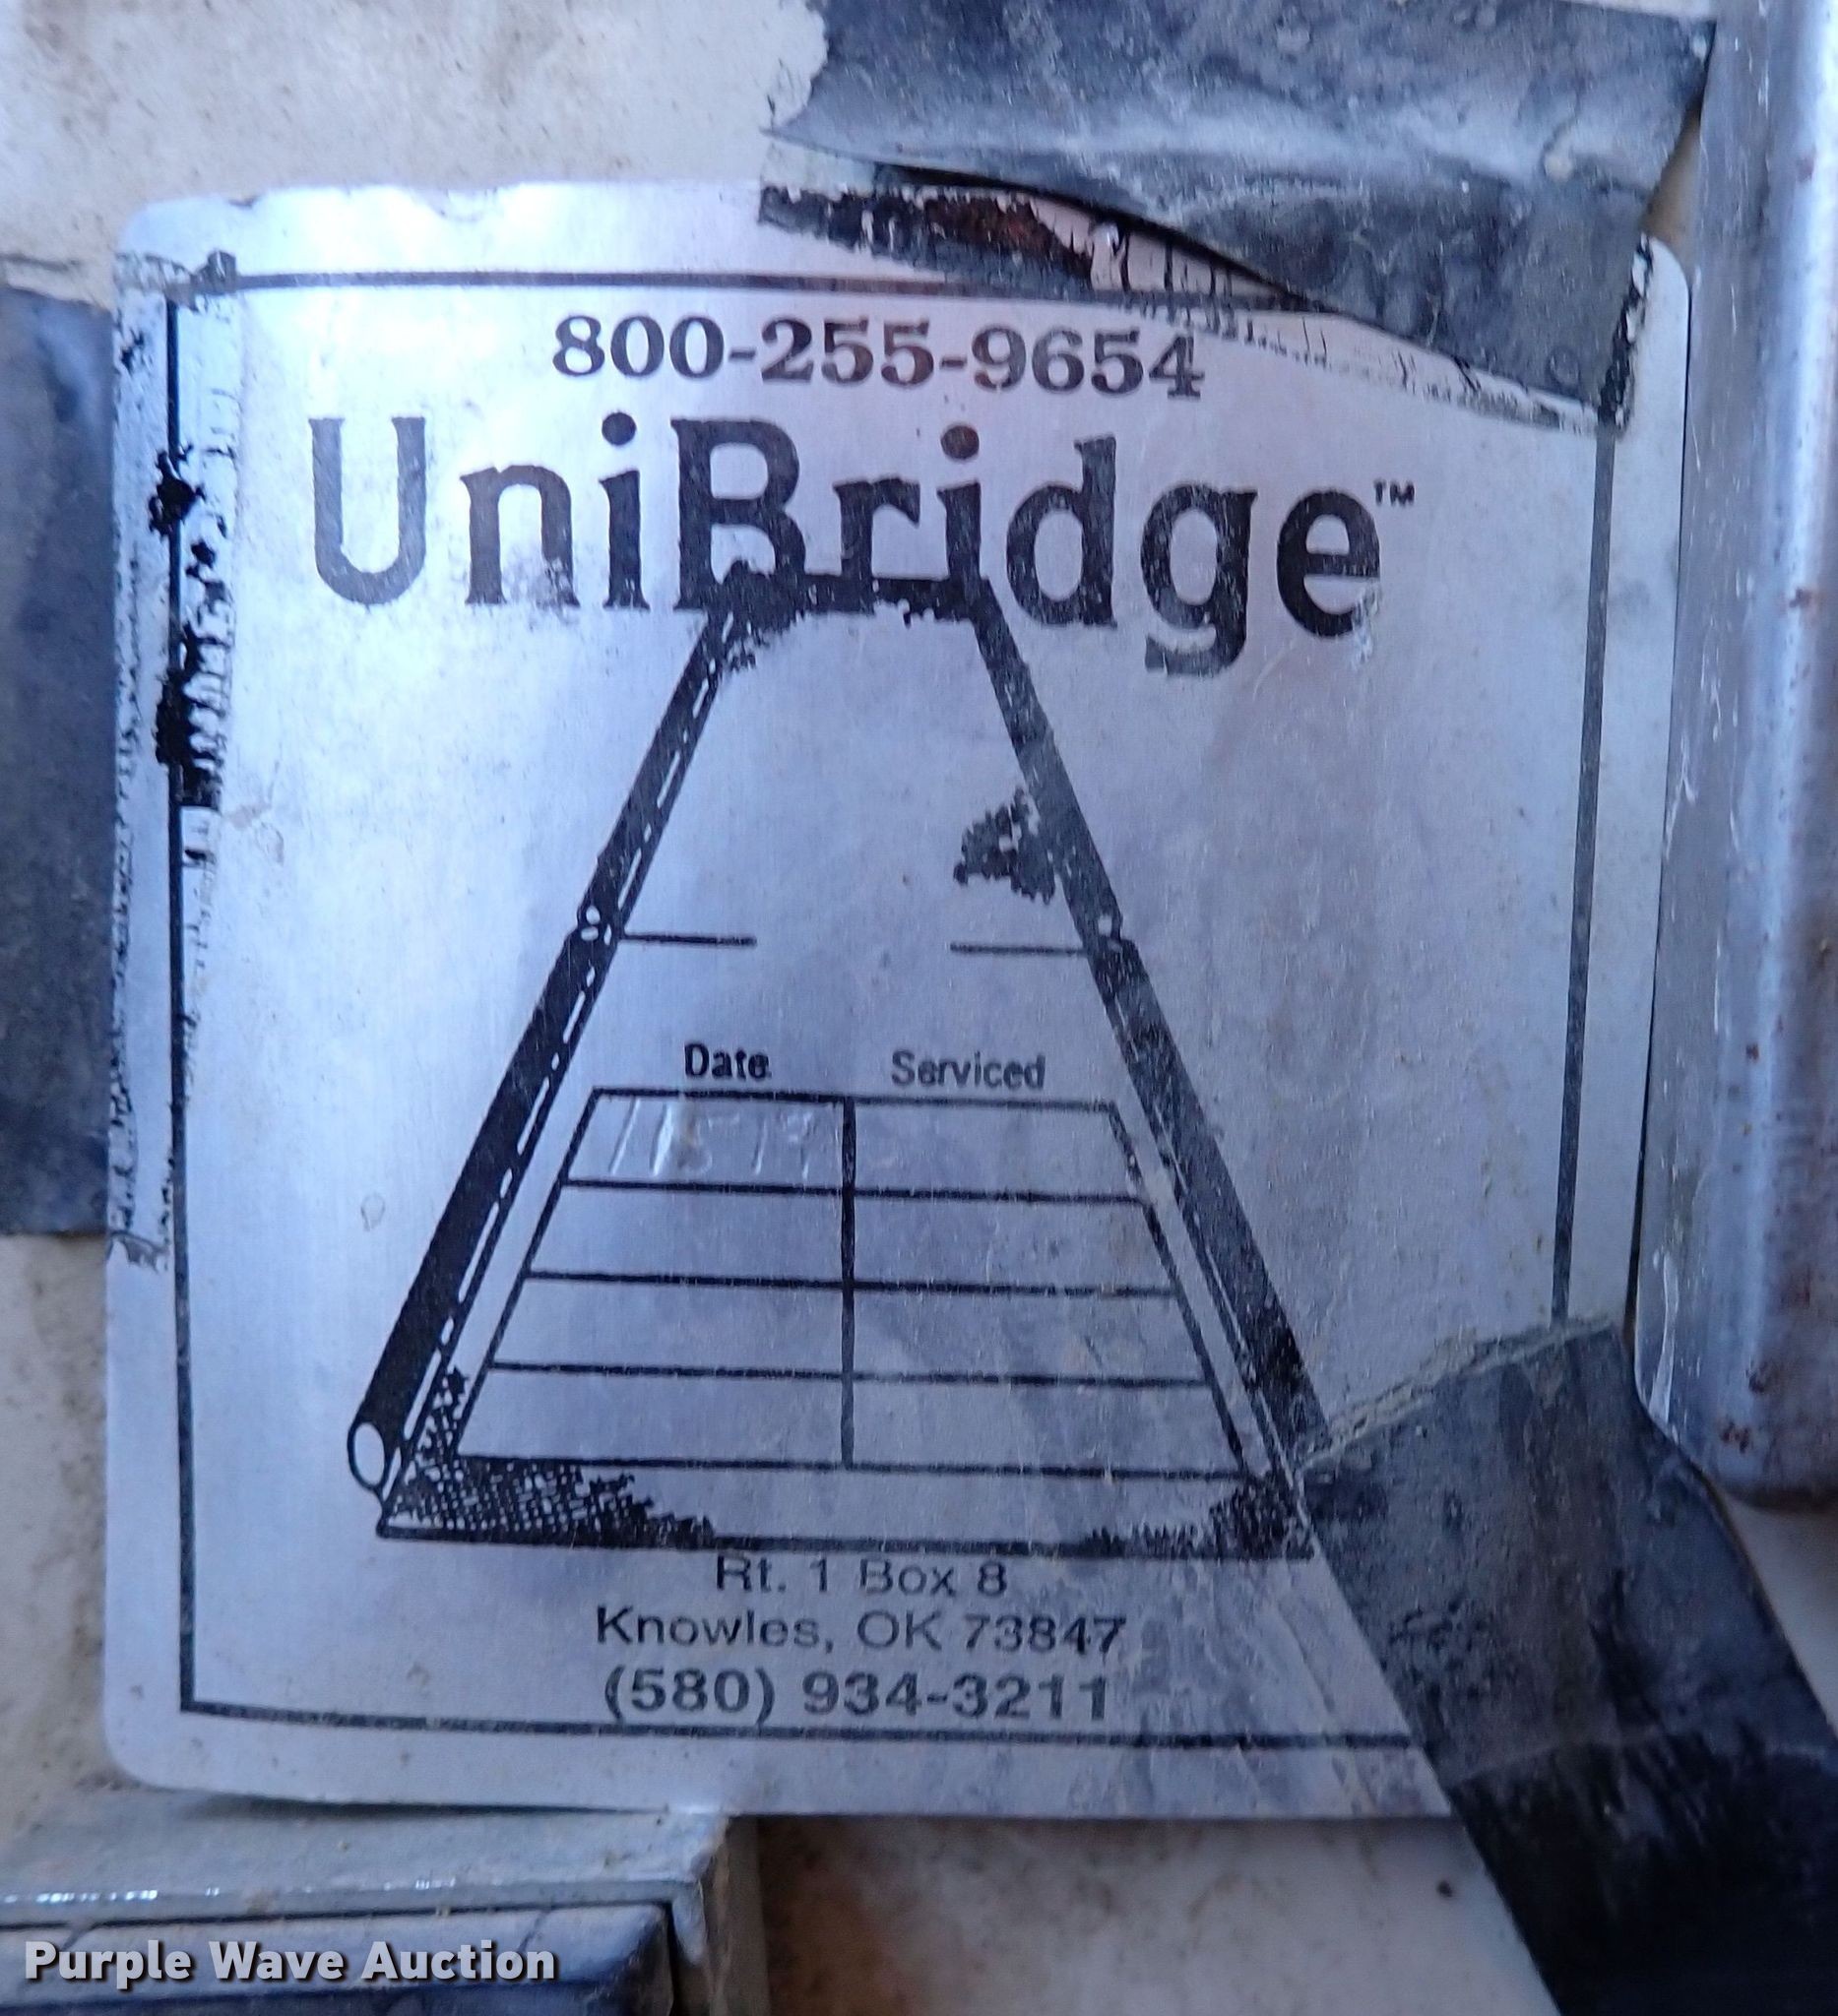 800-255-9654
UniBridge™
Date Serviced
Rt. 1 Box 8
Knowles, OK 73847
(580) 934-3211
Purple Wave Auction